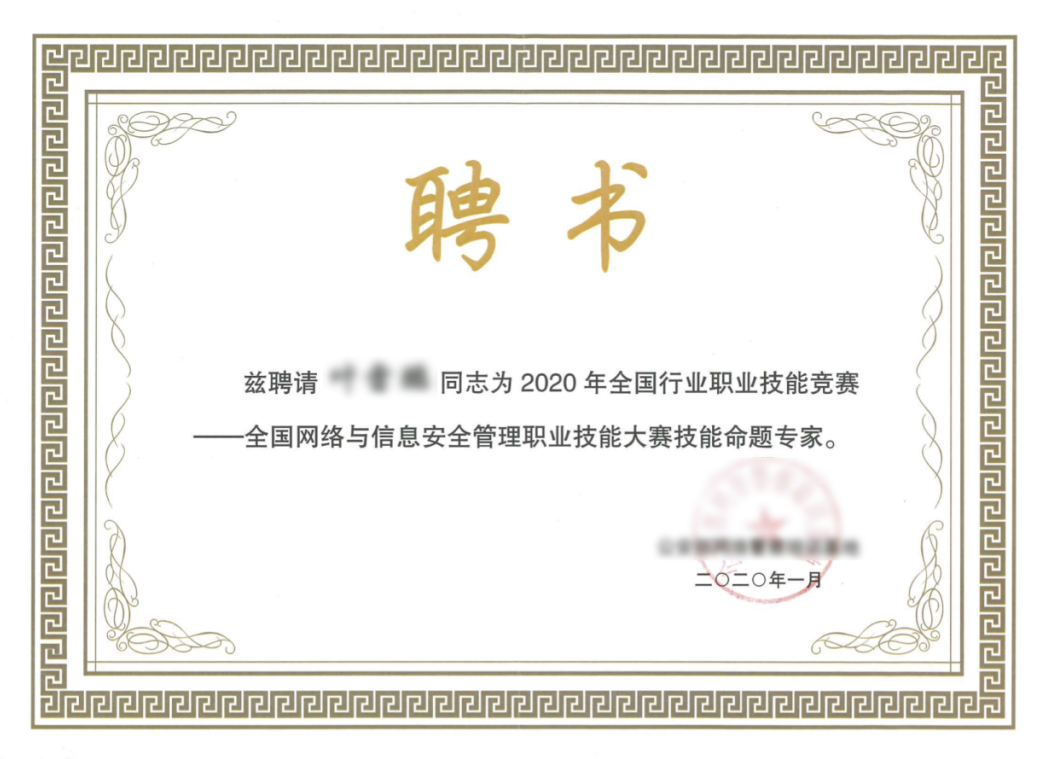 聘书
兹聘请 同志为 2020 年全国行业职业技能竞赛
——全国网络与信息安全管理职业技能大赛技能命题专家。
二〇二〇年一月